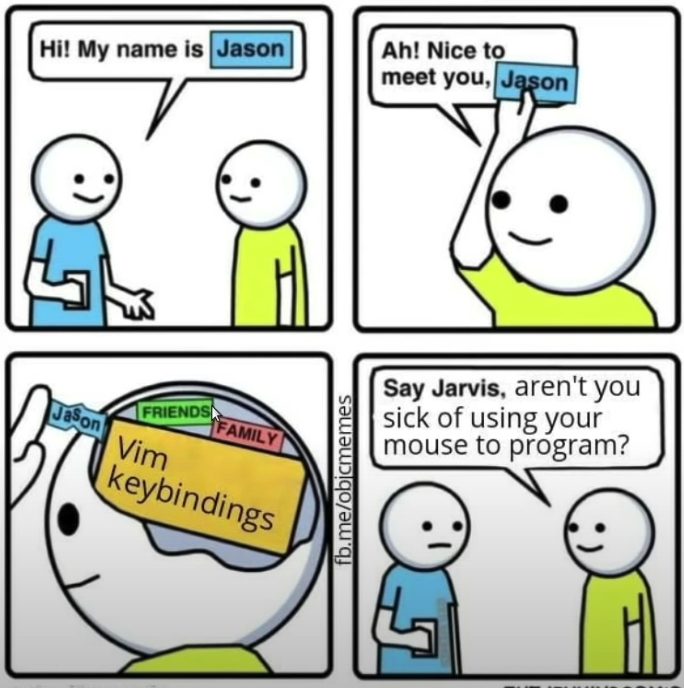 Hi! My name is Jason
Ah! Nice to
meet you, Jason
Jason
FRIENDS
FAMILY
Vim
keybindings
fb.me/objcmemes
Say Jarvis, aren't you
sick of using your
mouse to program?